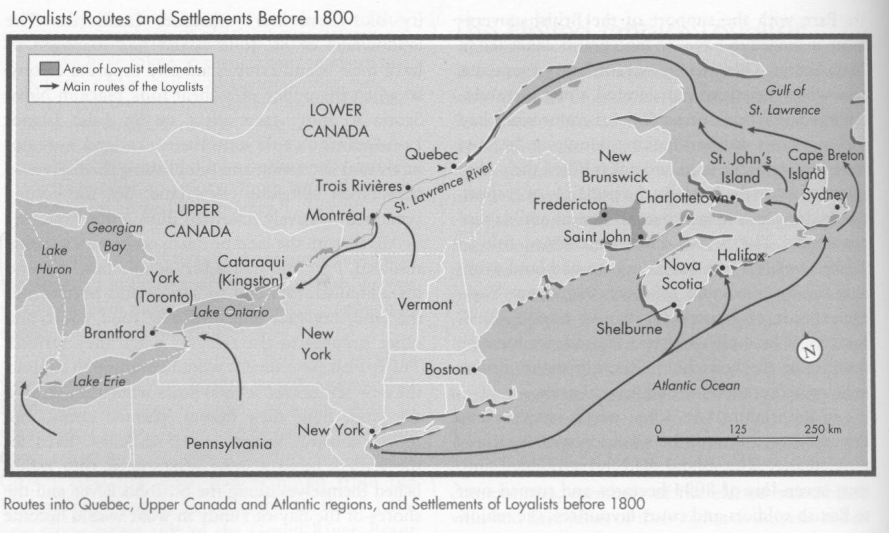 Loyalists' Routes and Settlements Before 1800
Area of Loyalist settlements
Main routes of the Loyalists
LOWER
CANADA
Gulf of
St. Lawrence
Quebec
New
Brunswick
St. John's
Island
Cape Breton
Island
Trois Rivières
St. Lawrence River
Fredericton
Charlottetown
Sydney
UPPER
CANADA
Montréal
Georgian
Bay
Saint John
Lake
Huron
Cataraqui
(Kingston)
Nova
Scotia
Halifax
York
(Toronto)
Lake Ontario
Vermont
Brantford
New
York
Shelburne
Lake Erie
Boston
Atlantic Ocean
N
New York
Pennsylvania
0 125 250 km
Routes into Quebec, Upper Canada and Atlantic regions, and Settlements of Loyalists before 1800